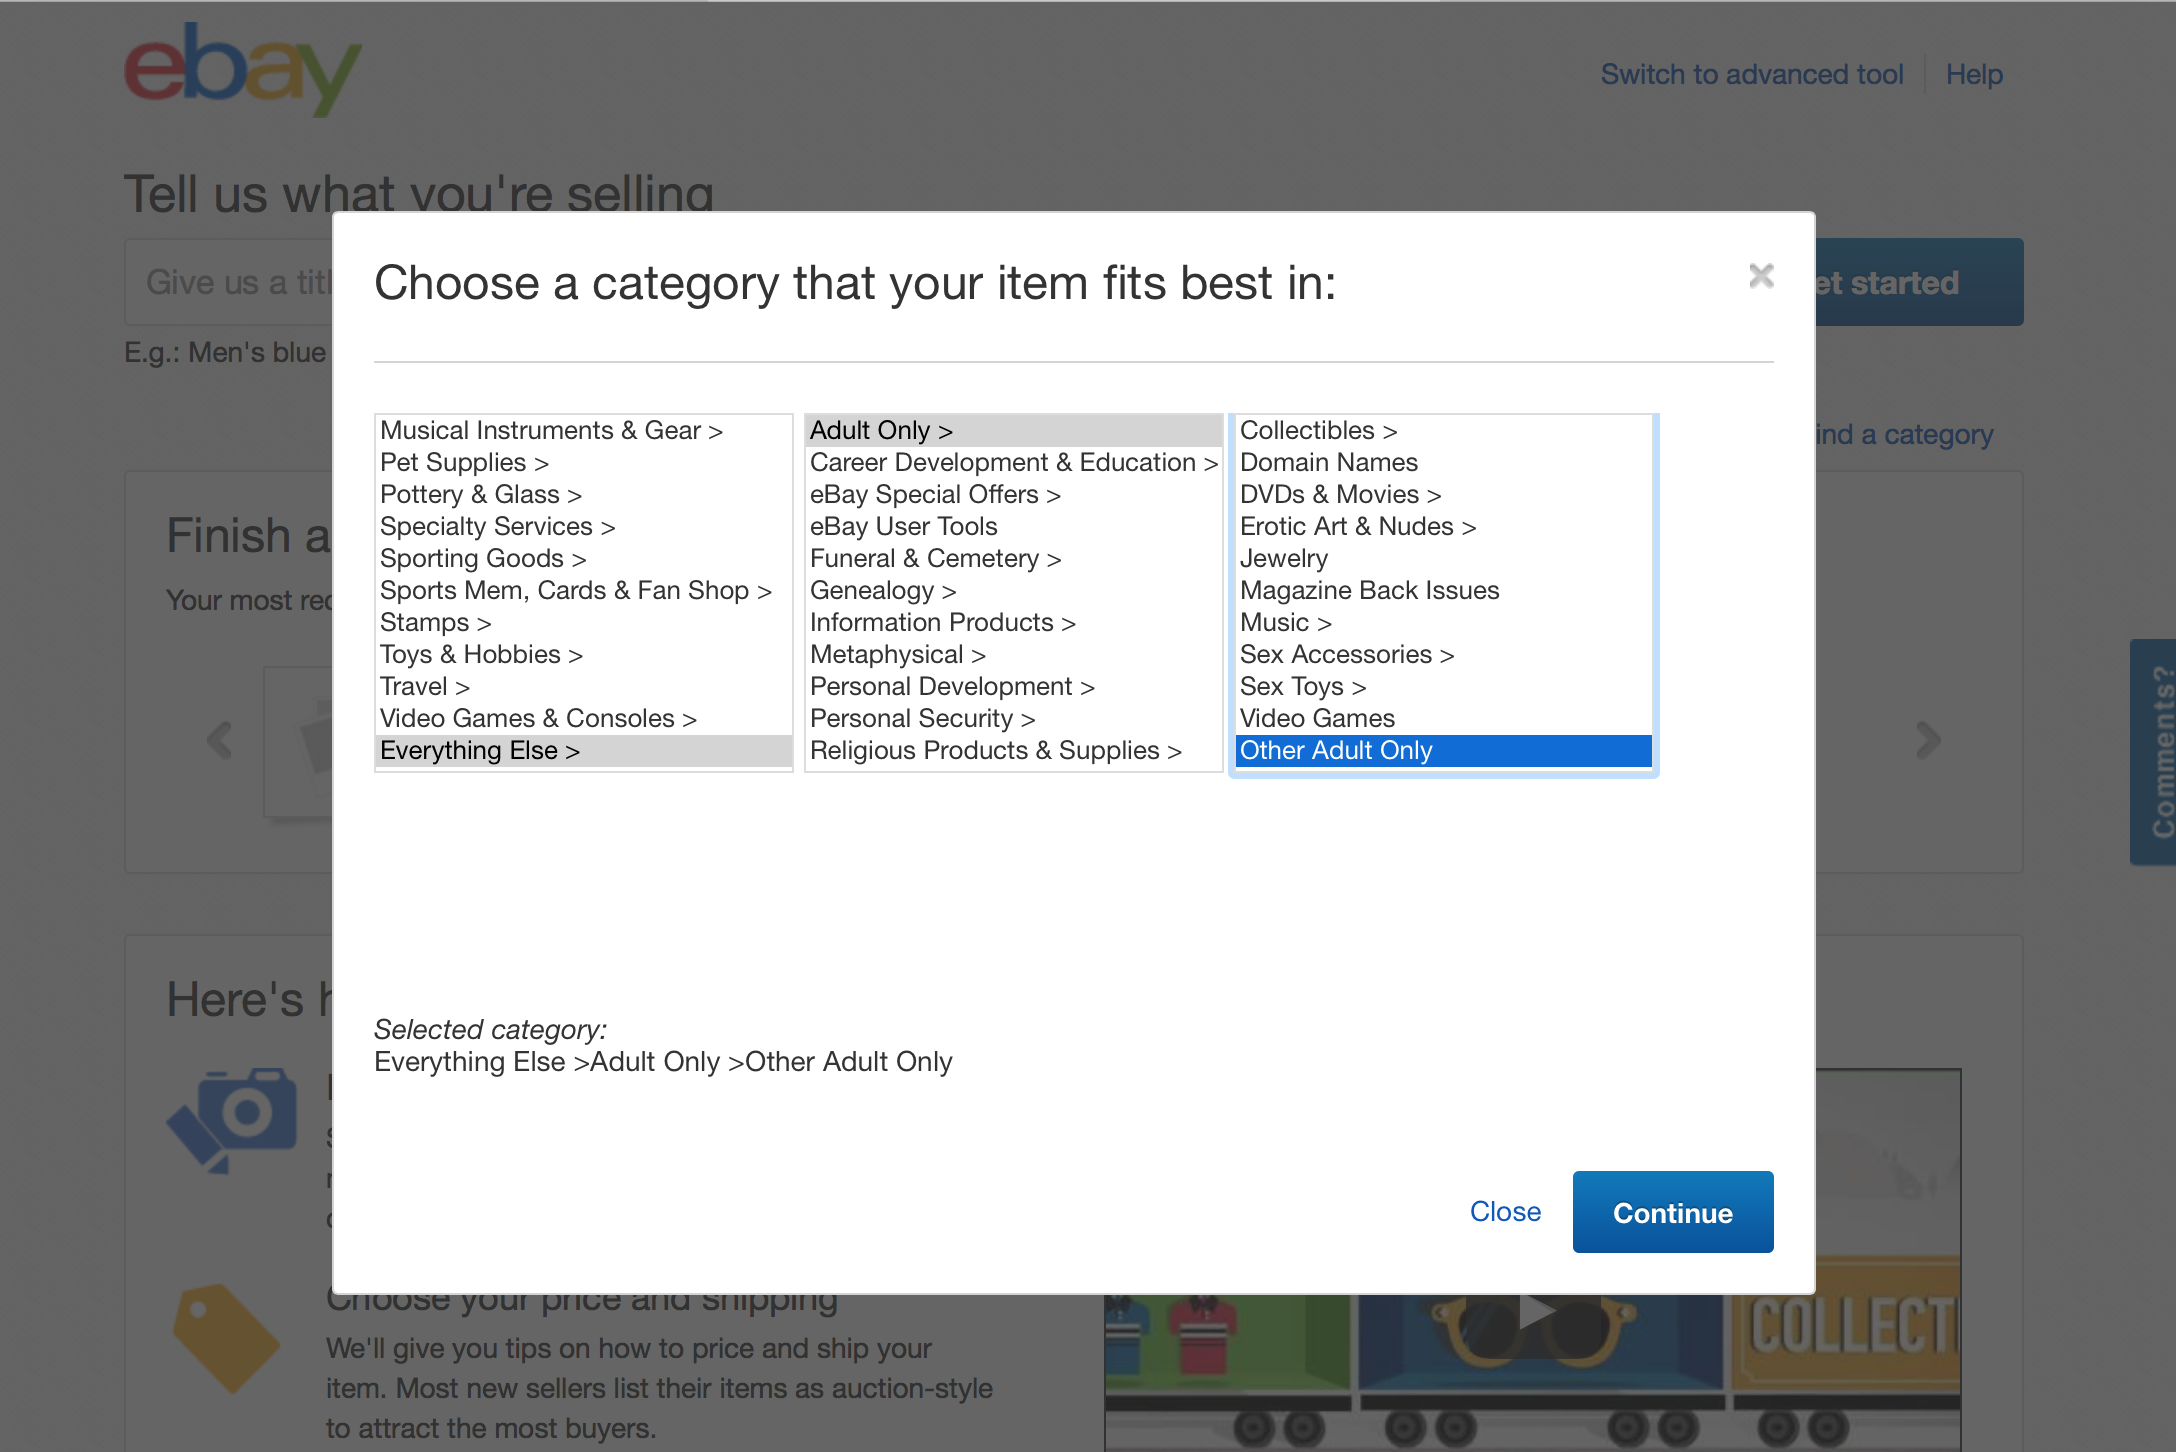 ebay
Switch to advanced tool
Help
Tell us what you're selling
Give us a titl
et started
E.g.: Men's blue
ind a category
Finish a
Your most rec
Choose a category that your item fits best in:
Musical Instruments & Gear >
Pet Supplies >
Pottery & Glass >
Specialty Services >
Sporting Goods >
Sports Mem, Cards & Fan Shop >
Stamps >
Toys & Hobbies >
Travel >
Video Games & Consoles >
Everything Else >
Adult Only >
Career Development & Education >
eBay Special Offers >
eBay User Tools
Funeral & Cemetery >
Genealogy >
Information Products >
Metaphysical >
Personal Development >
Personal Security >
Religious Products & Supplies >
Collectibles >
Domain Names
DVDs & Movies >
Erotic Art & Nudes >
Jewelry
Magazine Back Issues
Music >
Sex Accessories >
Sex Toys >
Video Games
Other Adult Only
Selected category:
Everything Else >Adult Only >Other Adult Only
Close
Continue
Comments?
Here's h
Choose your price and shipping
We'll give you tips on how to price and ship your
item. Most new sellers list their items as auction-style
to attract the most buyers.
COLLECT